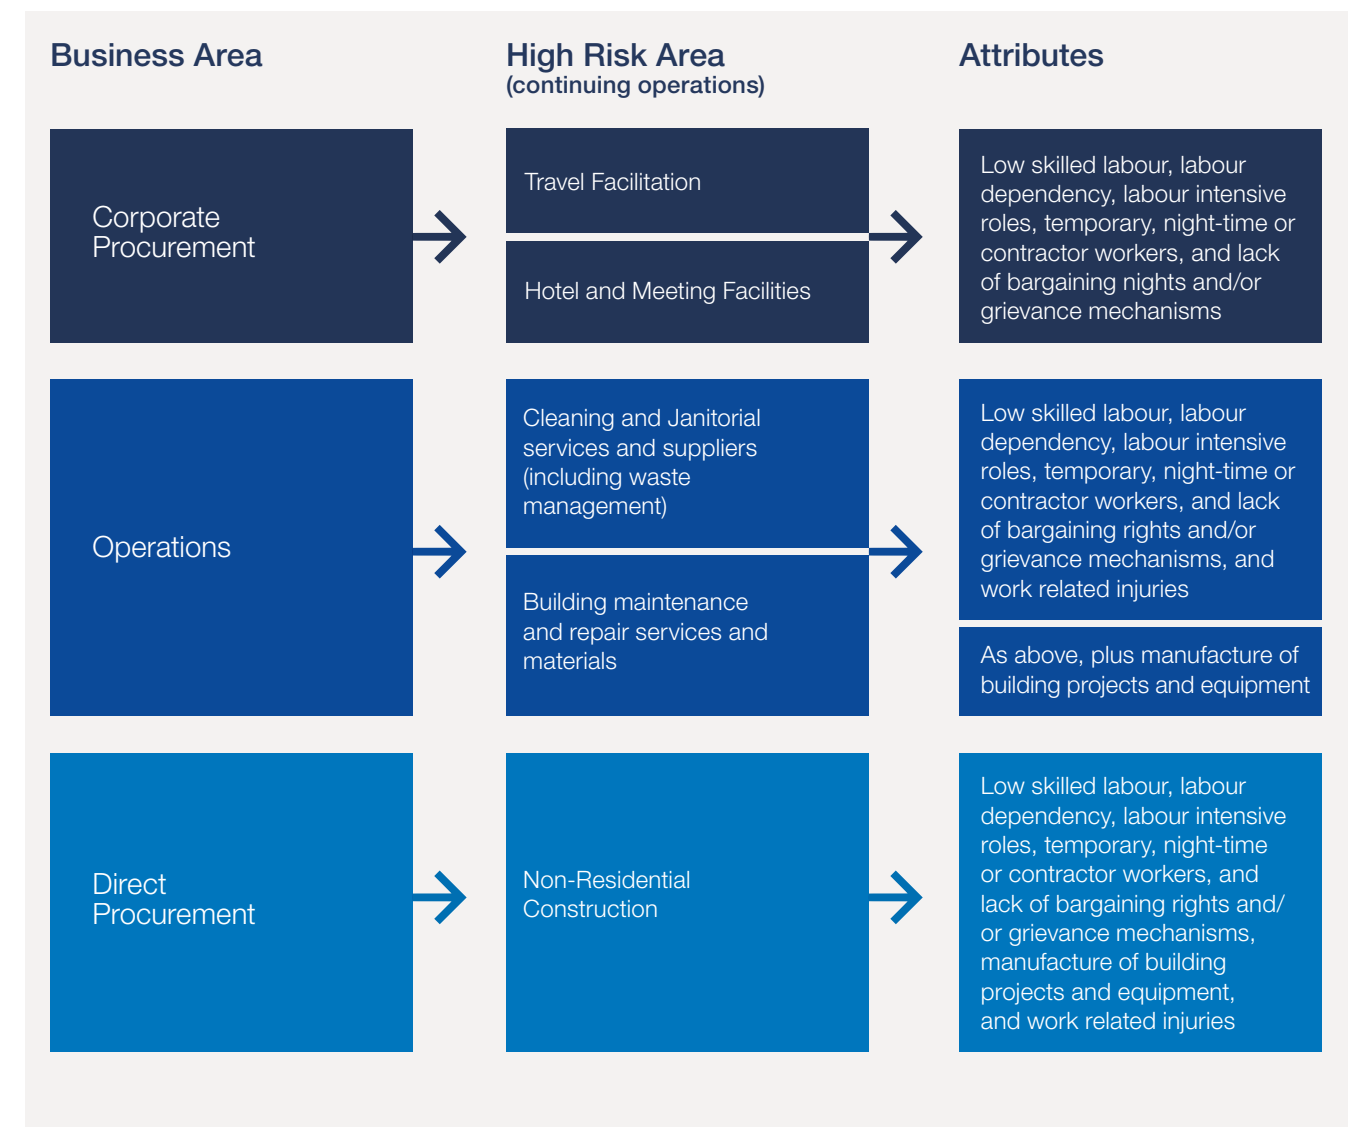 Business Area
High Risk Area
(continuing operations)
Attributes
Corporate
Procurement
Travel Facilitation
Hotel and Meeting Facilities
Low skilled labour, labour
dependency, labour intensive
roles, temporary, night-time or
contractor workers, and lack
of bargaining nights and/or
grievance mechanisms
Operations
Cleaning and Janitorial
services and suppliers
(including waste
management)
Building maintenance
and repair services and
materials
Low skilled labour, labour
dependency, labour intensive
roles, temporary, night-time or
contractor workers, and lack
of bargaining rights and/or
grievance mechanisms, and
work related injuries
As above, plus manufacture of
building projects and equipment
Direct
Procurement
Non-Residential
Construction
Low skilled labour, labour
dependency, labour intensive
roles, temporary, night-time
or contractor workers, and
lack of bargaining rights and/
or grievance mechanisms,
manufacture of building
projects and equipment,
and work related injuries